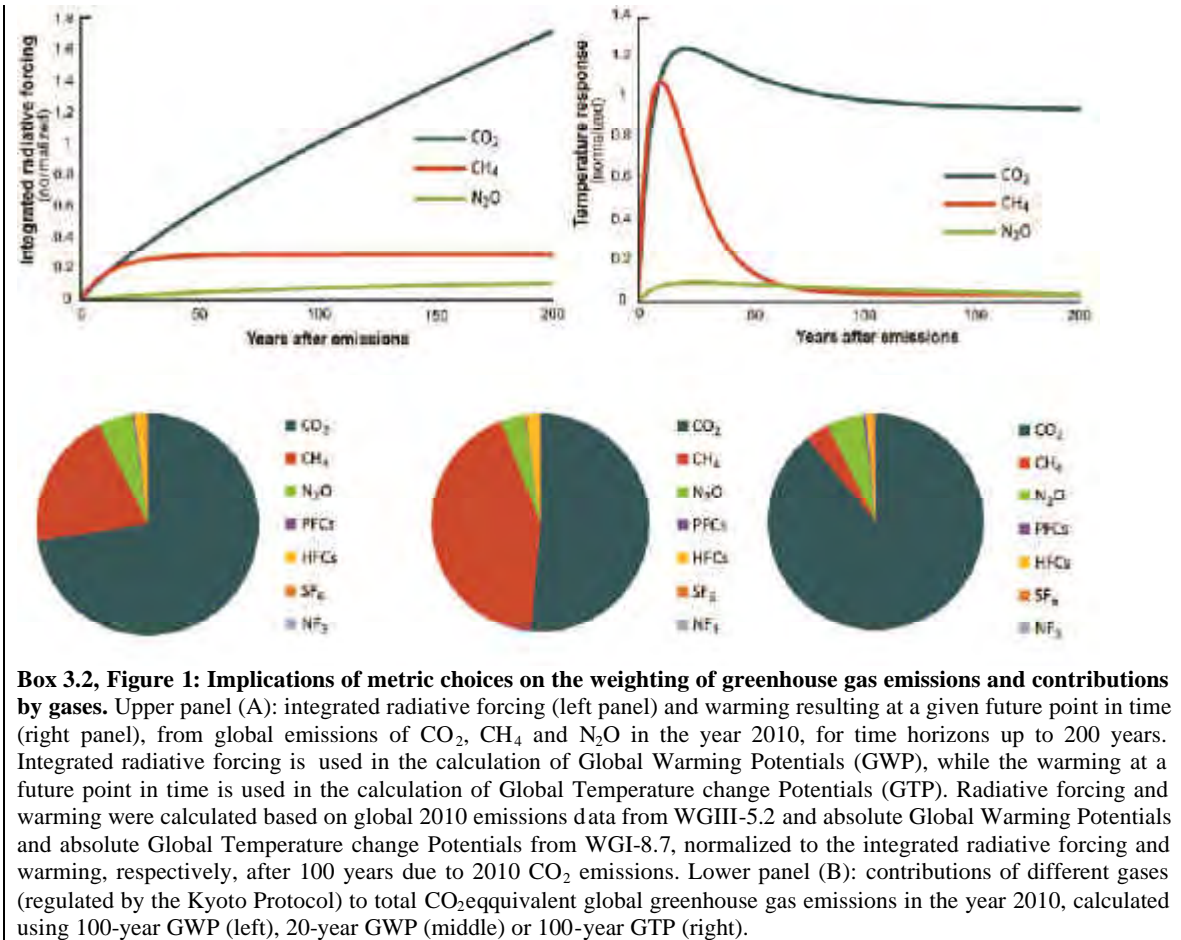 Integrated radiative forcing
(normalized)
1.8
1.6
1.4
1.2
1
0.8
0.6
0.4
0.2
0
0 50 100 150 200
Years after emissions
CO₂
CH₄
N₂O
Temperature response
(normalized)
1.4
1.2
1
0.8
0.6
0.4
0.2
0
0 200
Years after emissions
CO₂
CH₄
N₂O
CO₂
CH₄
N₂O
PFCs
HFCs
SF₆
NF₃
CO₂
CH₄
N₂O
PFCs
HFCs
SF₆
NF₃
CO₂
CH₄
N₂O
PFCs
HFCs
SF₆
NF₃
Box 3.2, Figure 1: Implications of metric choices on the weighting of greenhouse gas emissions and contributions
by gases. Upper panel (A): integrated radiative forcing (left panel) and warming resulting at a given future point in time
(right panel), from global emissions of CO₂, CH₄ and N₂O in the year 2010, for time horizons up to 200 years.
Integrated radiative forcing is used in the calculation of Global Warming Potentials (GWP), while the warming at a
future point in time is used in the calculation of Global Temperature change Potentials (GTP). Radiative forcing and
warming were calculated based on global 2010 emissions data from WGIII-5.2 and absolute Global Warming Potentials
and absolute Global Temperature change Potentials from WGI-8.7, normalized to the integrated radiative forcing and
warming, respectively, after 100 years due to 2010 CO₂ emissions. Lower panel (B): contributions of different gases
(regulated by the Kyoto Protocol) to total CO₂eqquivalent global greenhouse gas emissions in the year 2010, calculated
using 100-year GWP (left), 20-year GWP (middle) or 100-year GTP (right).